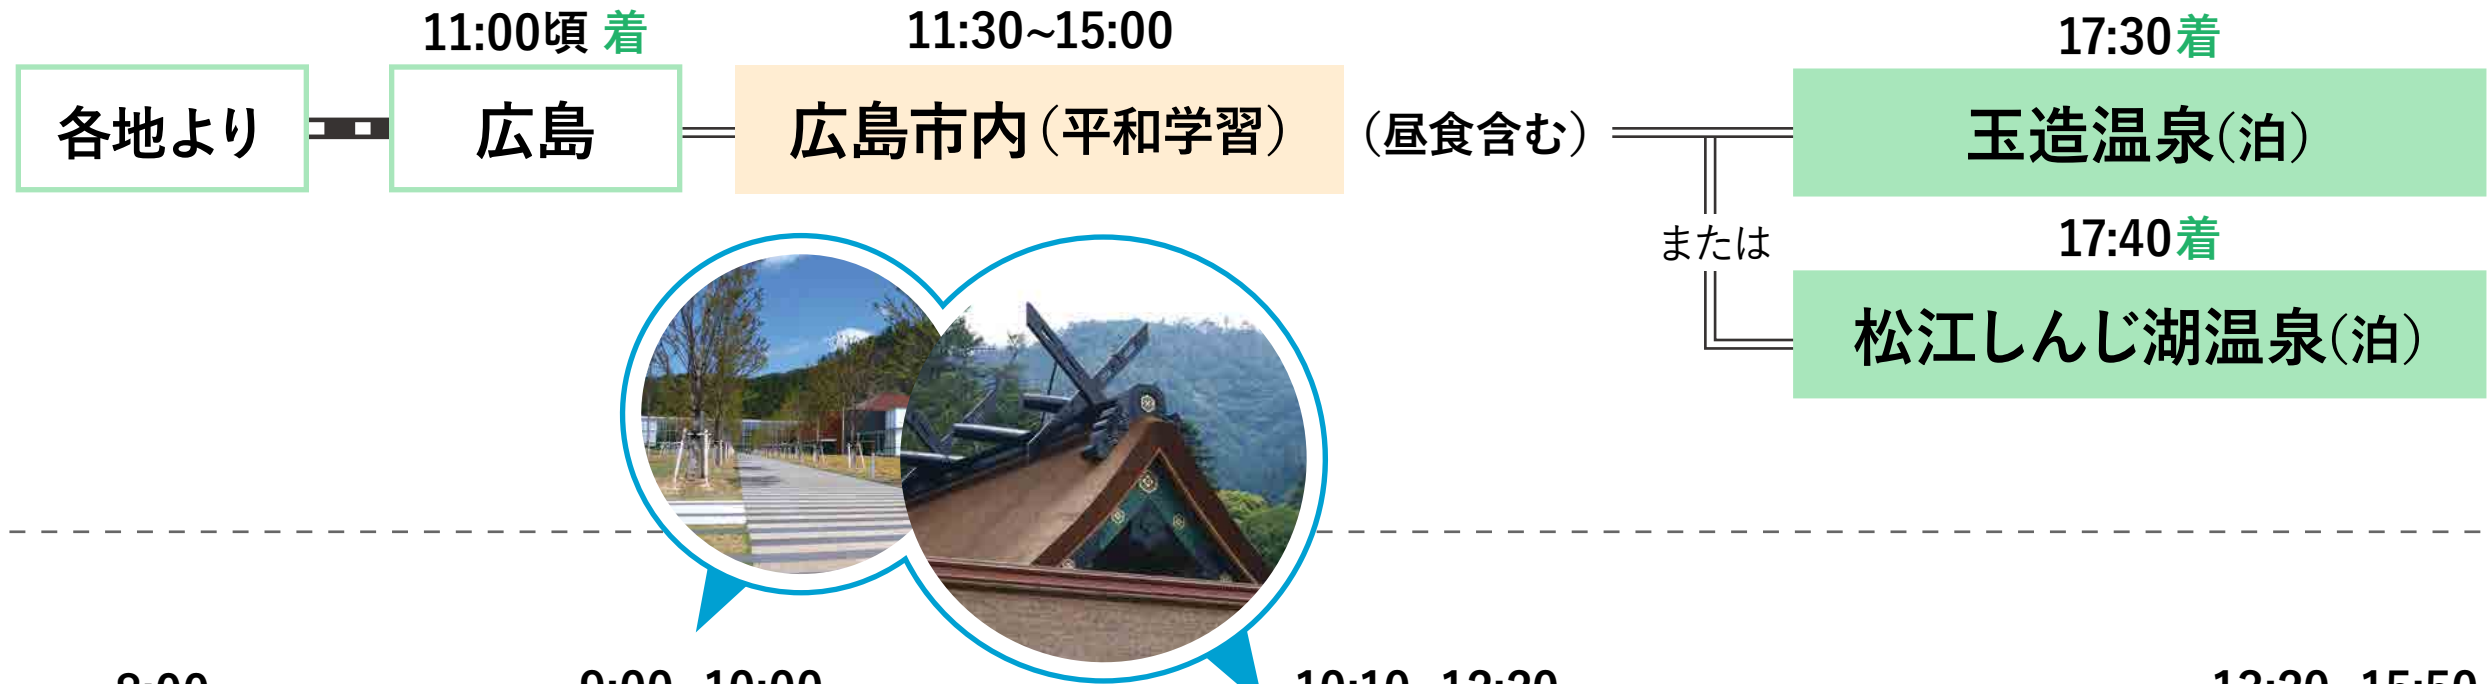 11:00頃 着
11:30~15:00
17:30着
各地より
広島
広島市内(平和学習)
(昼食含む)
玉造温泉(泊)
または
17:40着
松江しんじ湖温泉(泊)